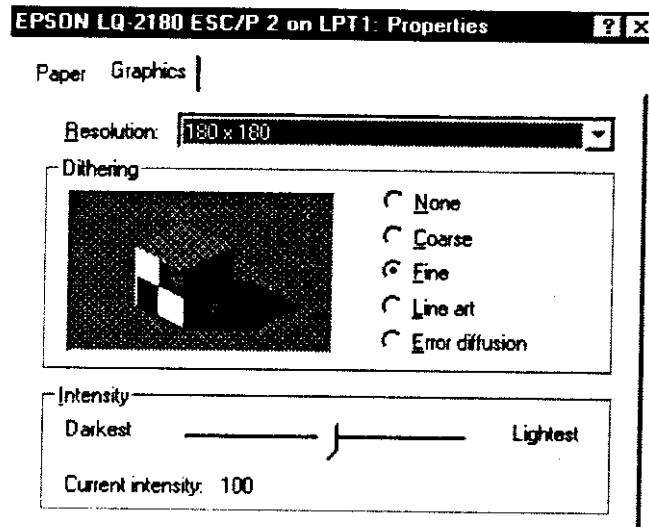 EPSON LQ-2180 ESC/P 2 on LPT1: Properties ? X
Paper Graphics
Resolution: 180 x 180
Dithering
None
Coarse
Fine
Line art
Error diffusion
Intensity
Darkest Lightest
Current intensity: 100